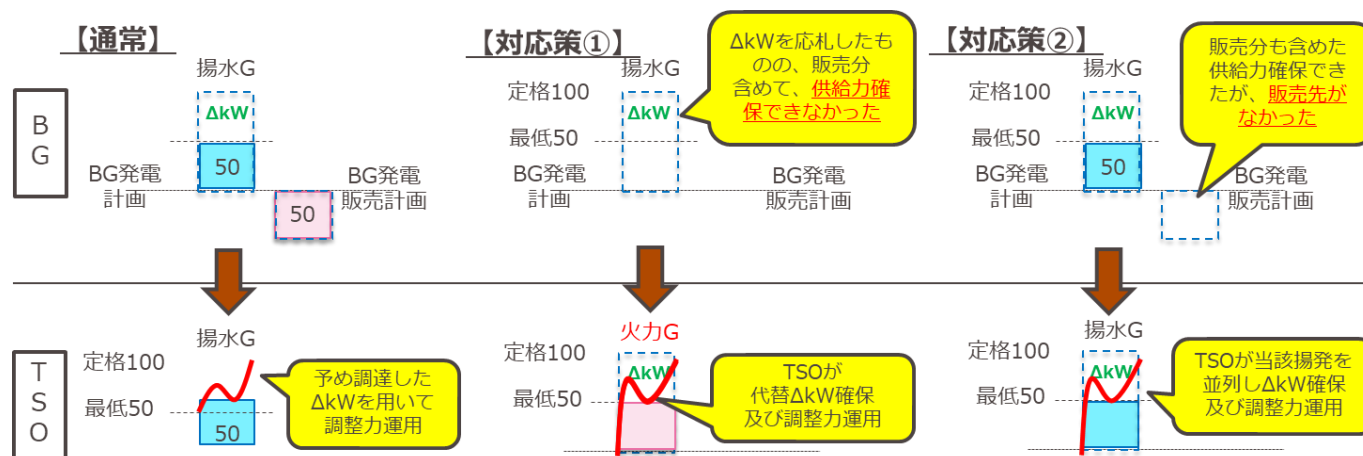 【通常】
揚水G
ΔkW
50
BG発電
計画
BG発電
販売計画
50
B
G
【対応策①】
揚水G
定格100
ΔkW
最低50
BG発電
計画
BG発電
販売計画
ΔkWを応札したも
のの、販売分
含めて、供給力確
保できなかった
【対応策②】
揚水G
定格100
ΔkW
最低50
50
BG発電
計画
BG発電
販売計画
販売分も含めた
供給力確保でき
たが、販売先が
なかった
T
S
O
揚水G
定格100
最低50
50
予め調達した
ΔkWを用いて
調整力運用
火力G
定格100
ΔkW
最低50
TSOが
代替ΔkW確保
及び調整力運用
揚水G
定格100
ΔkW
最低50
TSOが当該揚発を
並列しΔkW確保
及び調整力運用